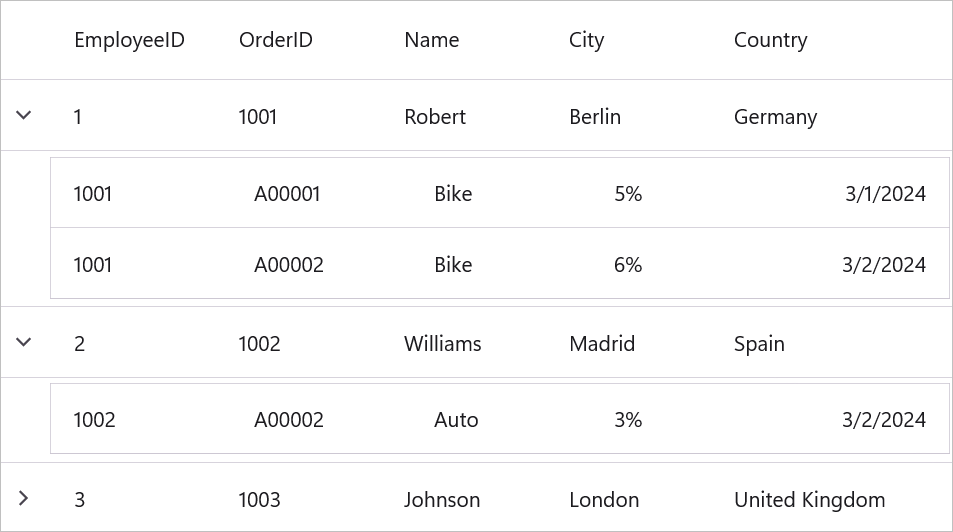 EmployeeID OrderID Name City Country
1 1001 Robert Berlin Germany
1001 A00001 Bike 5% 3/1/2024
1001 A00002 Bike 6% 3/2/2024
2 1002 Williams Madrid Spain
1002 A00002 Auto 3% 3/2/2024
3 1003 Johnson London United Kingdom